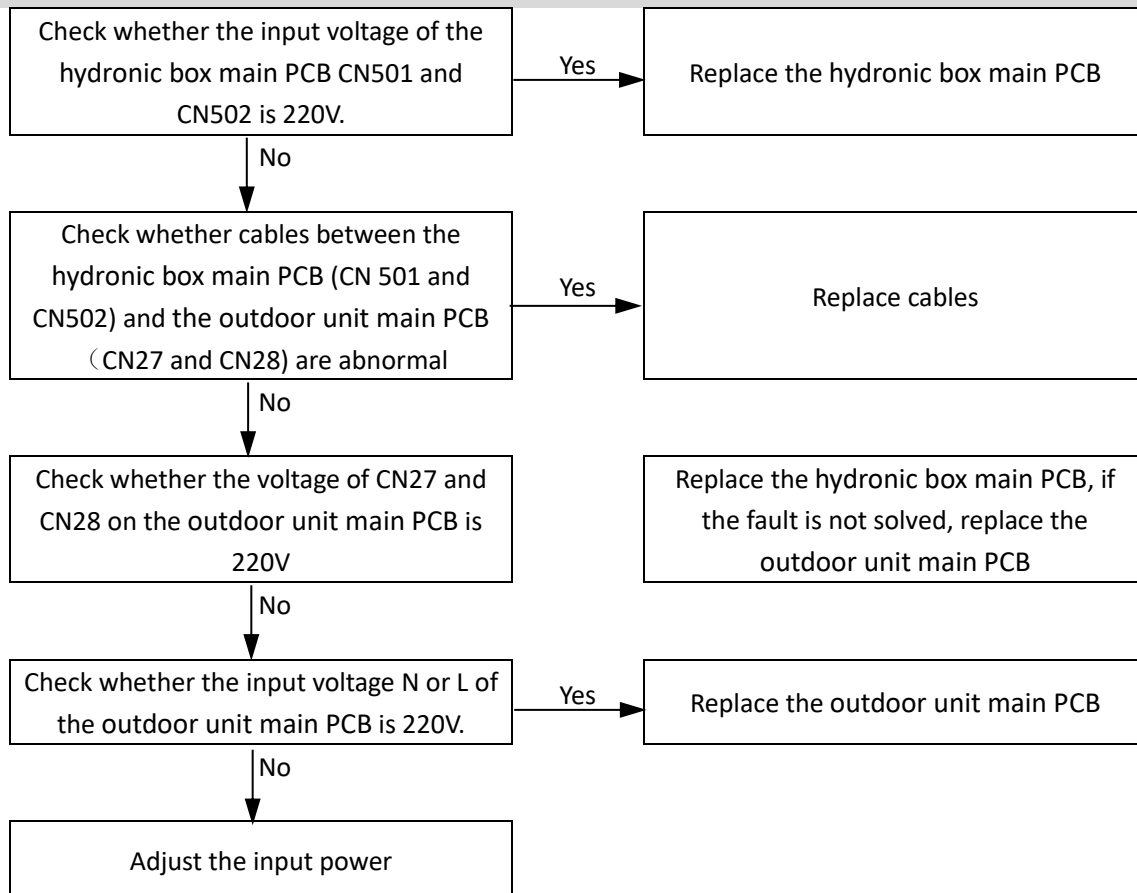 Check whether the input voltage of the
hydronic box main PCB CN501 and
CN502 is 220V.
Yes
Replace the hydronic box main PCB
No
Check whether cables between the
hydronic box main PCB (CN 501 and
CN502) and the outdoor unit main PCB
（CN27 and CN28) are abnormal
Yes
Replace cables
No
Check whether the voltage of CN27 and
CN28 on the outdoor unit main PCB is
220V
Replace the hydronic box main PCB, if
the fault is not solved, replace the
outdoor unit main PCB
No
Check whether the input voltage N or L of
the outdoor unit main PCB is 220V.
Yes
Replace the outdoor unit main PCB
No
Adjust the input power